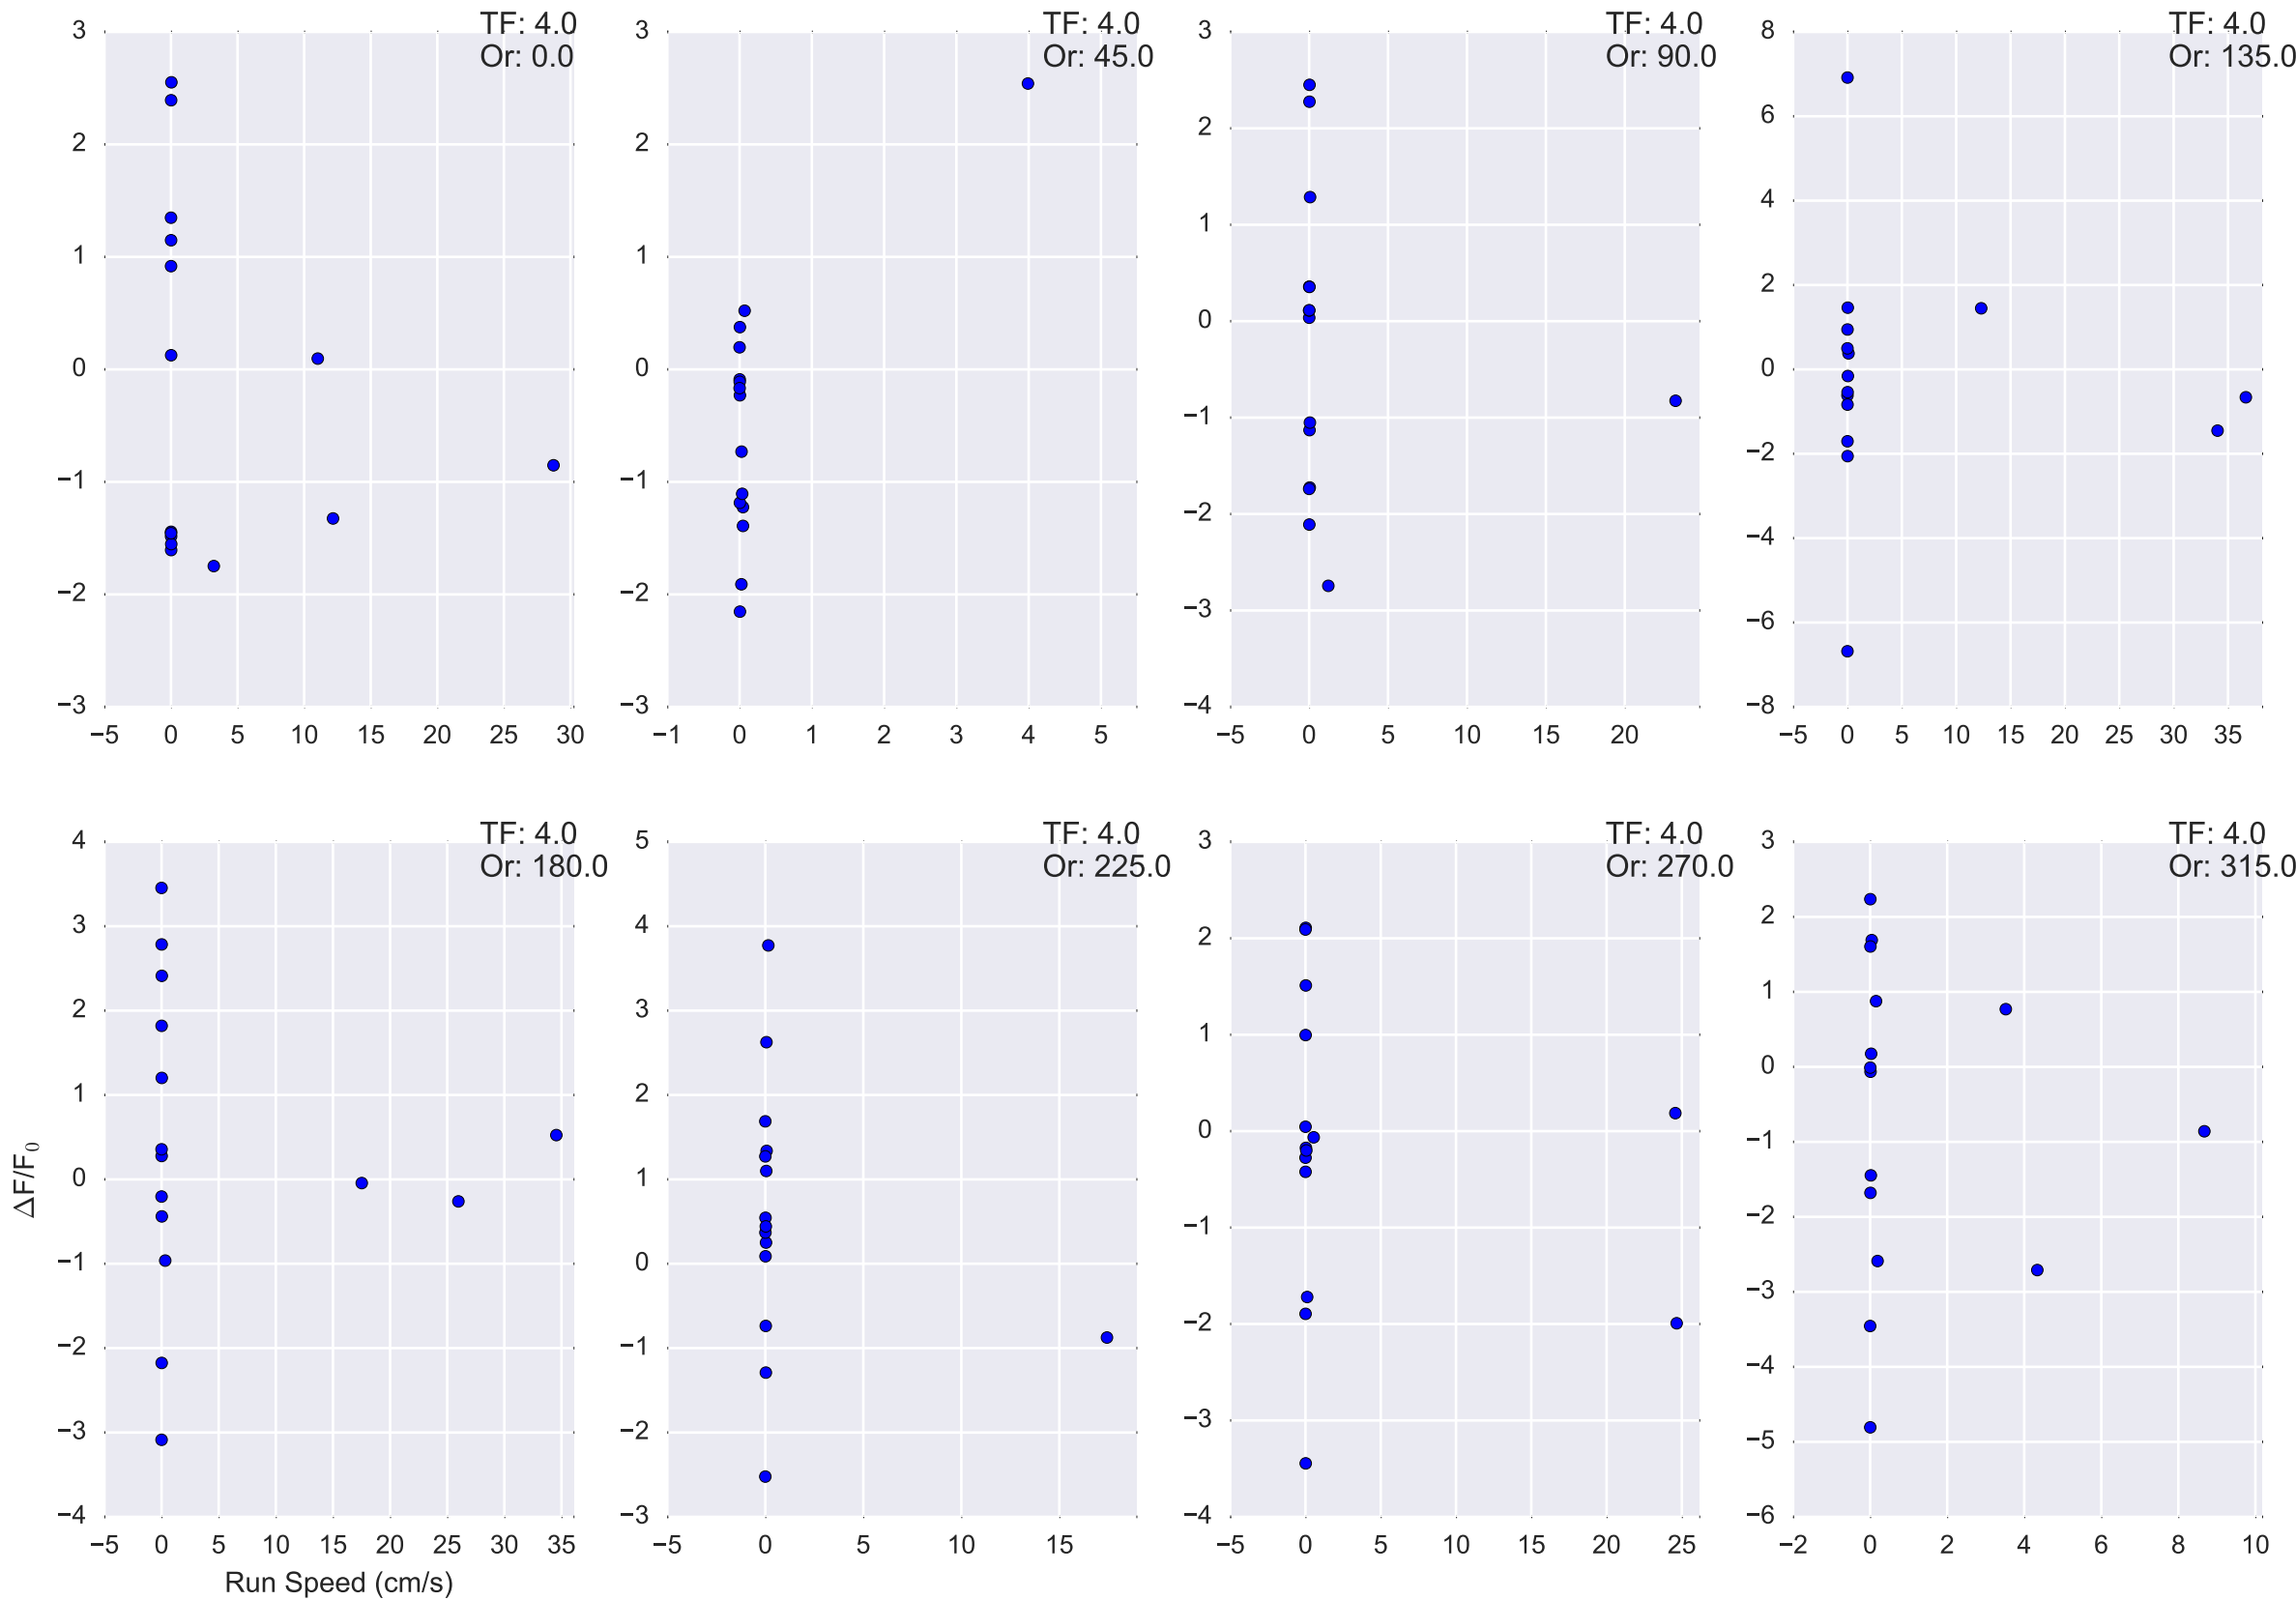 TF: 4.0
Or: 0.0
3
2
1
0
−1
−2
−3
−5 0 5 10 15 20 25 30
TF: 4.0
Or: 45.0
3
2
1
0
−1
−2
−3
−1 0 1 2 3 4 5
TF: 4.0
Or: 90.0
3
2
1
0
−1
−2
−3
−4
−5 0 5 10 15 20
TF: 4.0
Or: 135.0
8
6
4
2
0
−2
−4
−6
−8
−5 0 5 10 15 20 25 30 35
TF: 4.0
Or: 180.0
4
3
2
1
0
−1
−2
−3
−4
−5 0 5 10 15 20 25 30 35
ΔF/F0
Run Speed (cm/s)
TF: 4.0
Or: 225.0
5
4
3
2
1
0
−1
−2
−3
−5 0 5 10 15
TF: 4.0
Or: 270.0
3
2
1
0
−1
−2
−3
−4
−5 0 5 10 15 20 25
TF: 4.0
Or: 315.0
3
2
1
0
−1
−2
−3
−4
−5
−6
−2 0 2 4 6 8 10